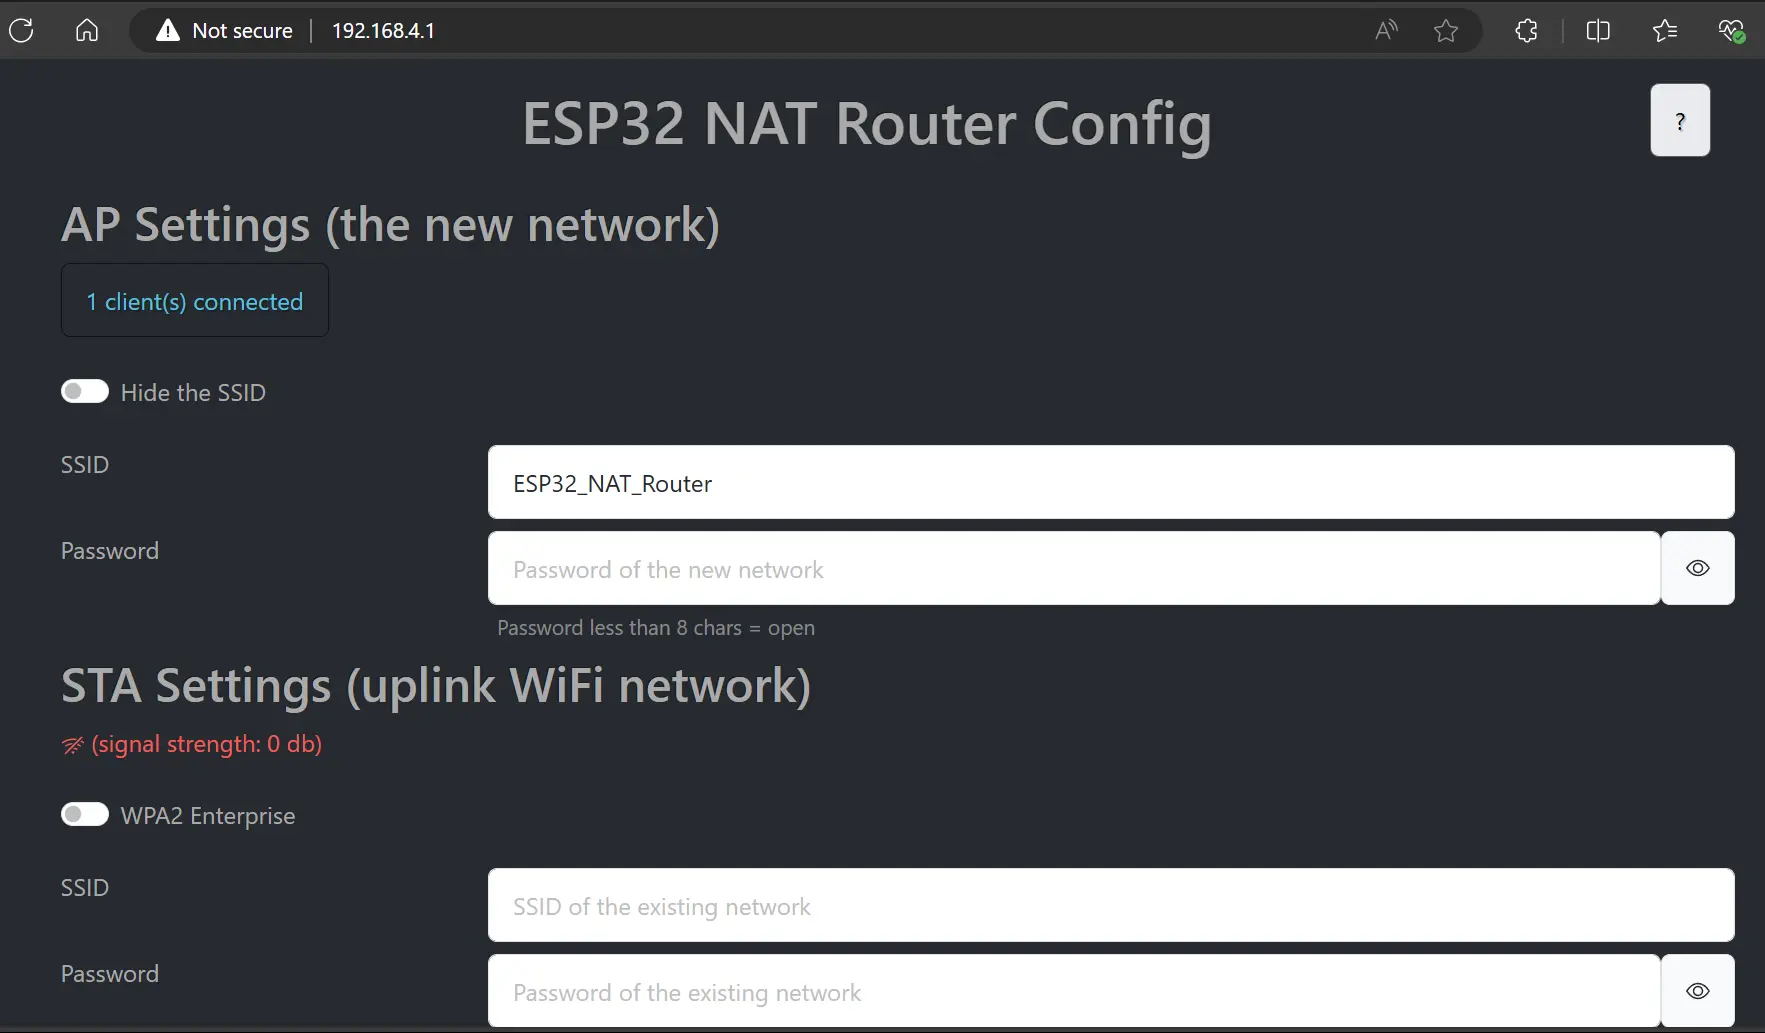 Not secure | 192.168.4.1
ESP32 NAT Router Config
?
AP Settings (the new network)
1 client(s) connected
Hide the SSID
SSID
ESP32_NAT_Router
Password
Password of the new network
Password less than 8 chars = open
STA Settings (uplink WiFi network)
(signal strength: 0 db)
WPA2 Enterprise
SSID
SSID of the existing network
Password
Password of the existing network